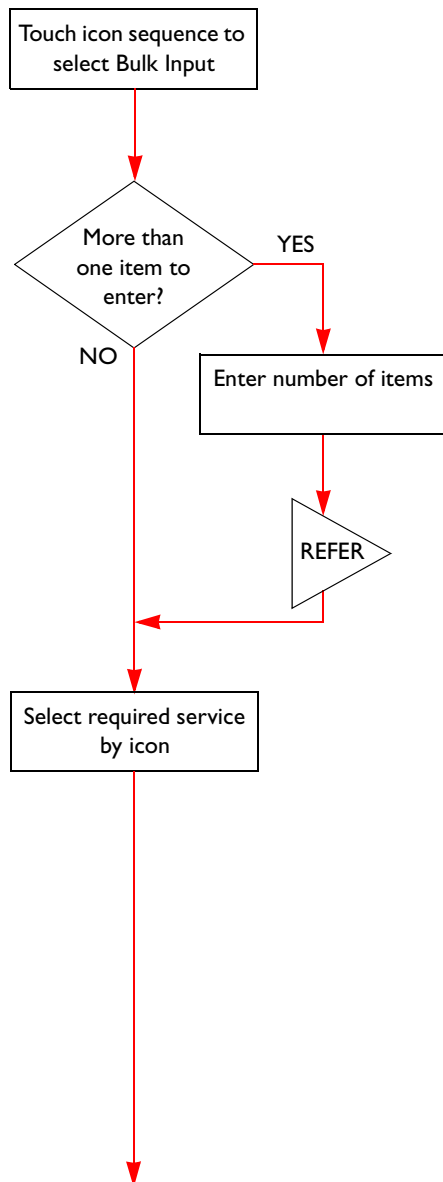 Touch icon sequence to
select Bulk Input
More than
one item to
enter?
YES
NO
Enter number of items
REFER
Select required service
by icon